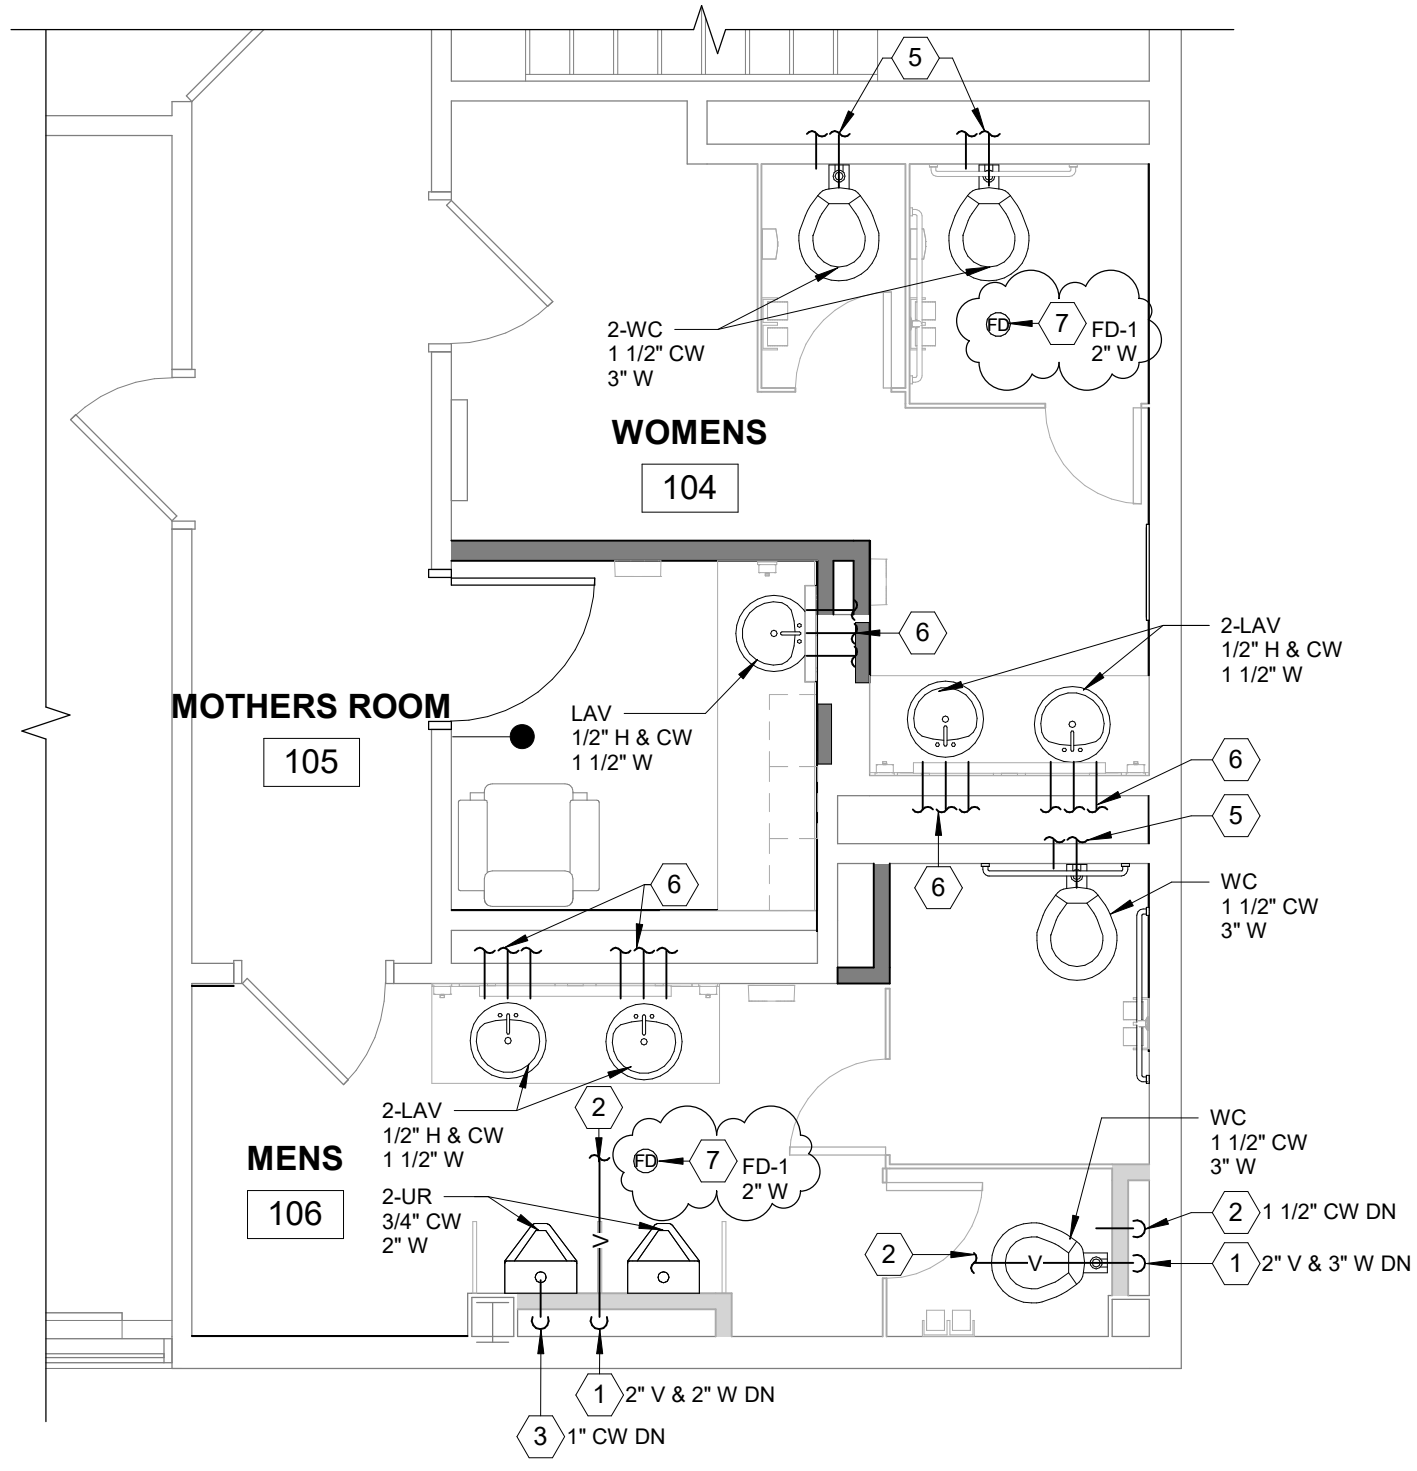 5
2-WC
1 1/2" CW
3" W
FD
7
FD-1
2" W
WOMENS
104
6
2-LAV
1/2" H & CW
1 1/2" W
MOTHERS ROOM
105
LAV
1/2" H & CW
1 1/2" W
6
5
6
6
WC
1 1/2" CW
3" W
2-LAV
1/2" H & CW
1 1/2" W
2
FD
7
FD-1
2" W
MENS
106
2-UR
3/4" CW
2" W
V
WC
1 1/2" CW
3" W
2
1 1/2" CW DN
2
V
1
2" V & 3" W DN
1
2" V & 2" W DN
3
1" CW DN